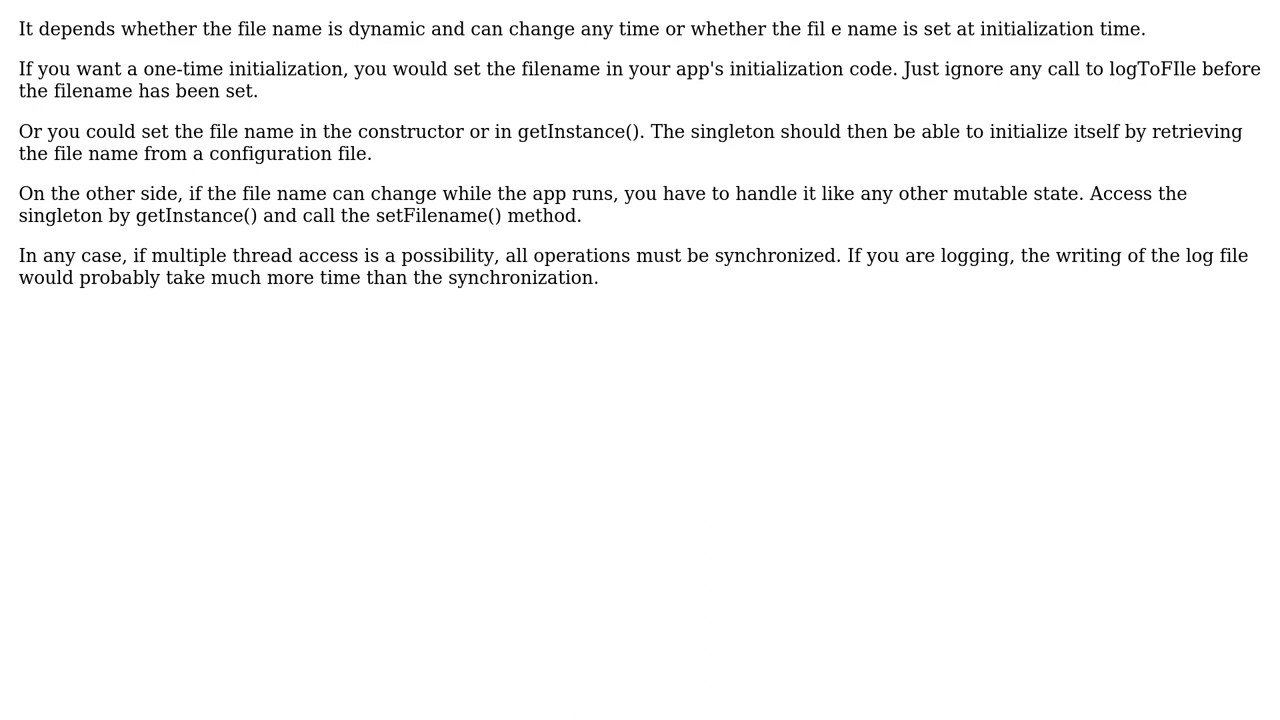 It depends whether the file name is dynamic and can change any time or whether the fil e name is set at initialization time.
If you want a one-time initialization, you would set the filename in your app's initialization code. Just ignore any call to logToFIle before
the filename has been set.
Or you could set the file name in the constructor or in getInstance(). The singleton should then be able to initialize itself by retrieving
the file name from a configuration file.
On the other side, if the file name can change while the app runs, you have to handle it like any other mutable state. Access the
singleton by getInstance() and call the setFilename() method.
In any case, if multiple thread access is a possibility, all operations must be synchronized. If you are logging, the writing of the log file
would probably take much more time than the synchronization.